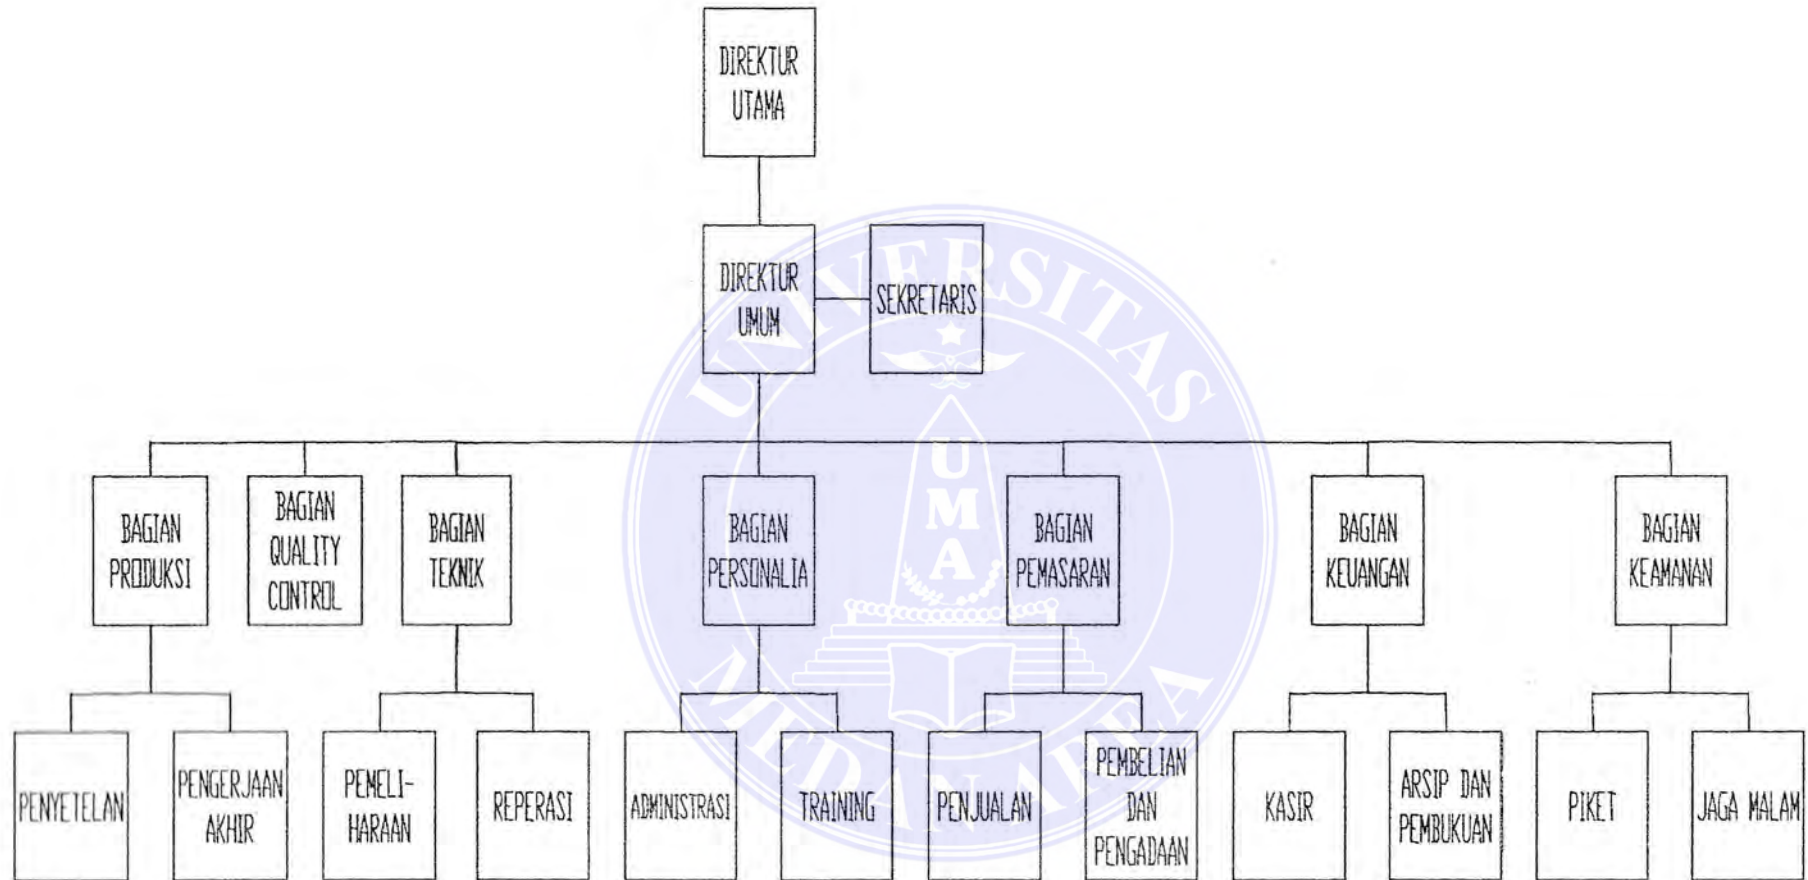 DIREKTUR
UTAMA
DIREKTUR
UMUM
SEKRETARIS
BAGIAN
PRODUKSI
BAGIAN
QUALITY
CONTROL
BAGIAN
TEKNIK
BAGIAN
PERSONALIA
BAGIAN
PEMASARAN
BAGIAN
KEUANGAN
BAGIAN
KEAMANAN
PENYETELAN
PENGERJAAN
AKHIR
PEMELI-
HARAAN
REPERASI
ADMINISTRASI
TRAINING
PENJUALAN
PEMBELIAN
DAN
PENGADAAN
KASIR
ARSIP DAN
PEMBUKUAN
PIKET
JAGA MALAM
UNIVERSITAS
UMA
MEDAN AREA